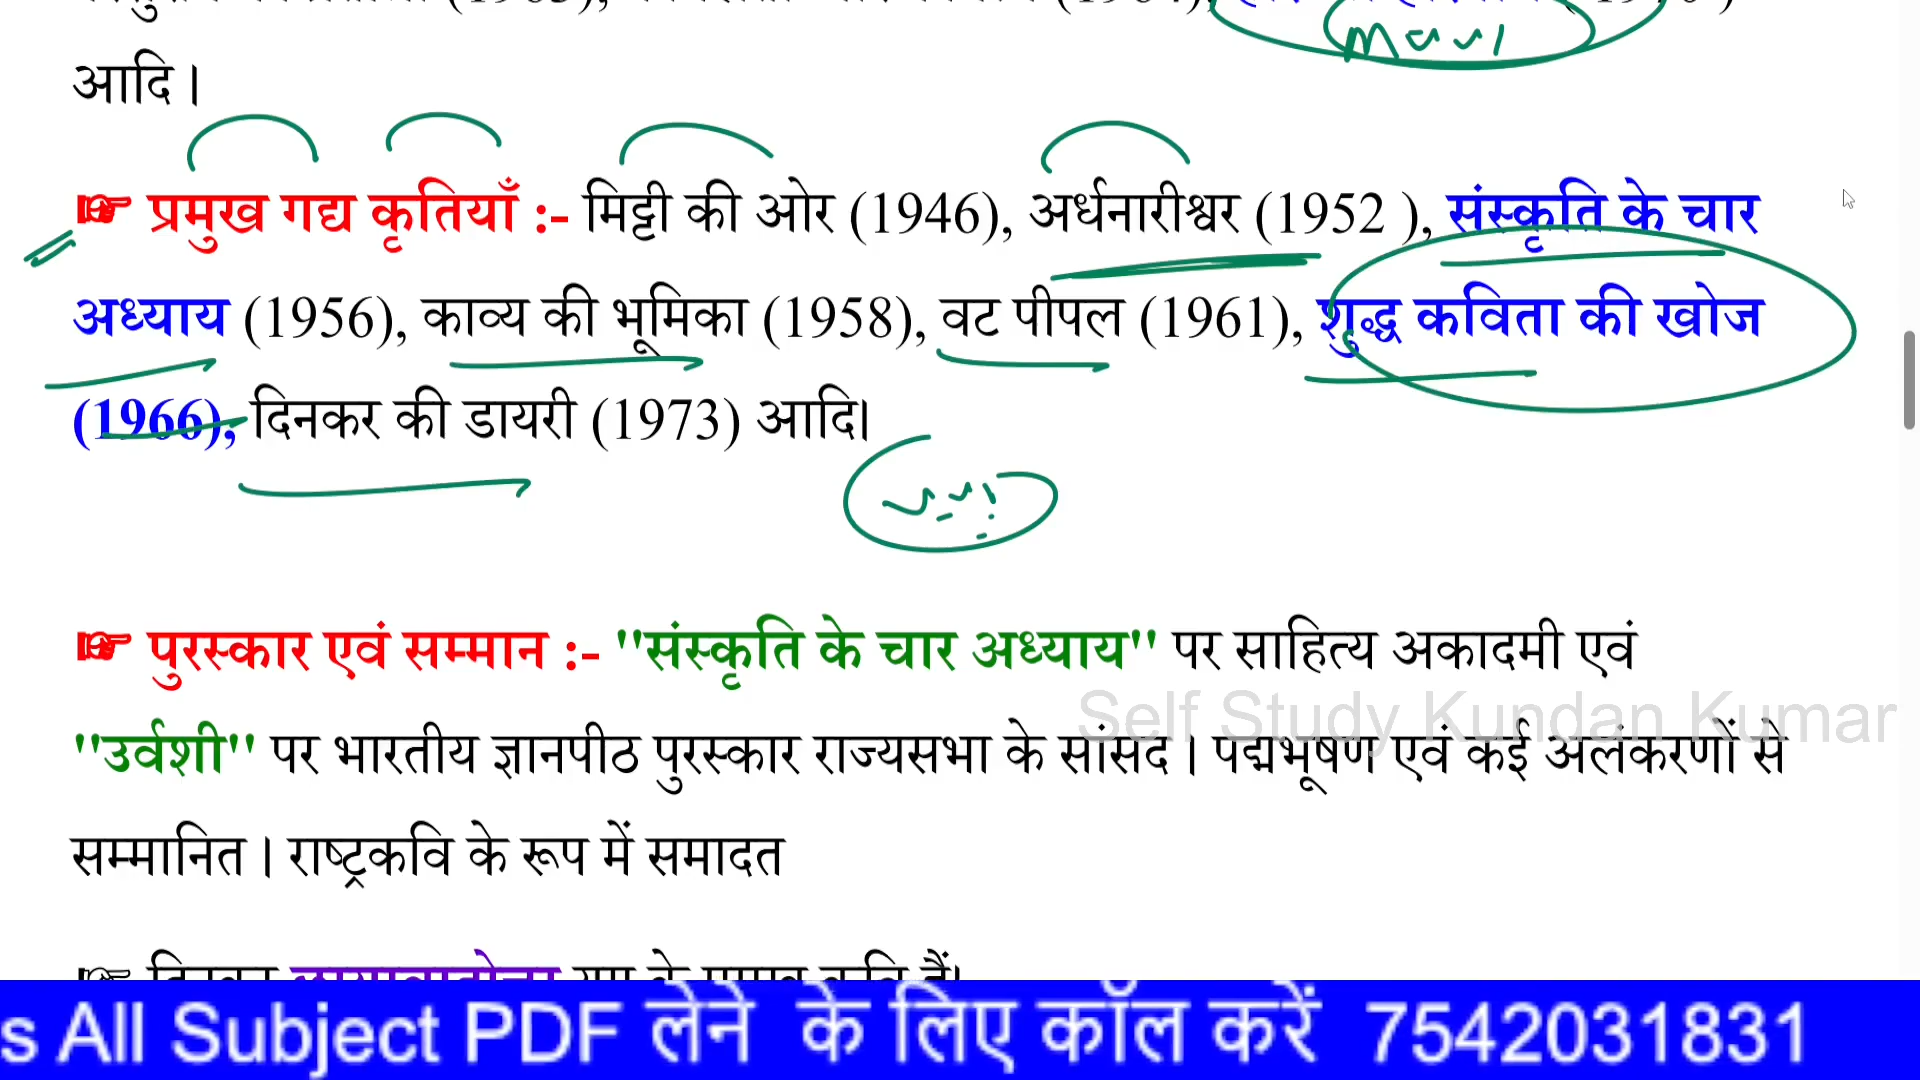 आदि।
☞ प्रमुख गद्य कृतियाँ :- मिट्टी की ओर (1946), अर्धनारीश्वर (1952 ), संस्कृति के चार
अध्याय (1956), काव्य की भूमिका (1958), वट पीपल (1961), शुद्ध कविता की खोज
(1966), दिनकर की डायरी (1973) आदि।
☞ पुरस्कार एवं सम्मान :- ''संस्कृति के चार अध्याय'' पर साहित्य अकादमी एवं
Self Study Kundan Kumar
''उर्वशी'' पर भारतीय ज्ञानपीठ पुरस्कार राज्यसभा के सांसद। पद्मभूषण एवं कई अलंकरणों से
सम्मानित। राष्ट्रकवि के रूप में समादत
s All Subject PDF लेने के लिए कॉल करें 7542031831